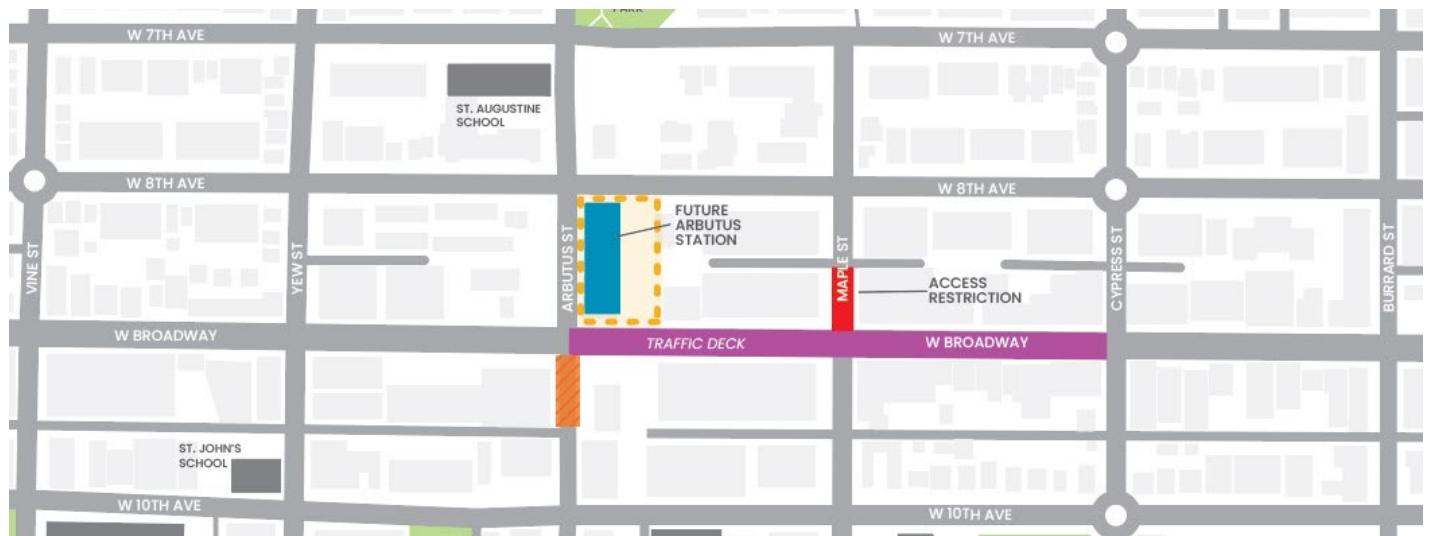 PARK
W 7TH AVE
W 7TH AVE
ST. AUGUSTINE
SCHOOL
W 8TH AVE
W 8TH AVE
FUTURE
ARBUTUS
STATION
VINE ST
YEW ST
ARBUTUS ST
MAPLE ST
CYPRESS ST
BURRARD ST
ACCESS
RESTRICTION
W BROADWAY
TRAFFIC DECK
W BROADWAY
ST. JOHN'S
SCHOOL
W 10TH AVE
W 10TH AVE